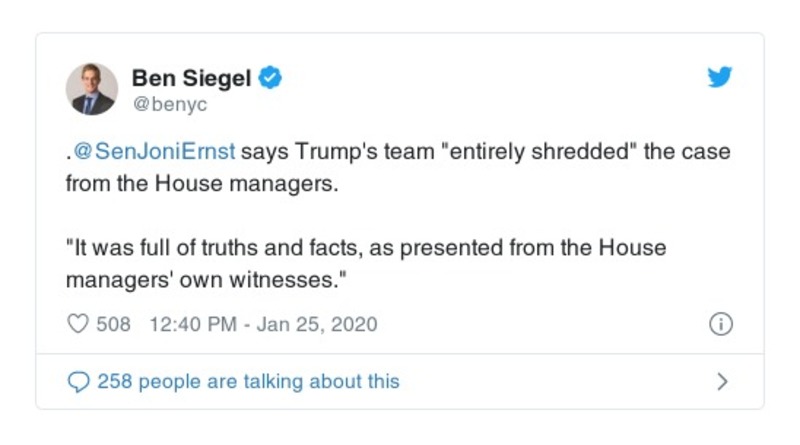 Ben Siegel
@benyc
.@SenJoniErnst says Trump's team "entirely shredded" the case
from the House managers.
"It was full of truths and facts, as presented from the House
managers' own witnesses."
508 12:40 PM - Jan 25, 2020
258 people are talking about this